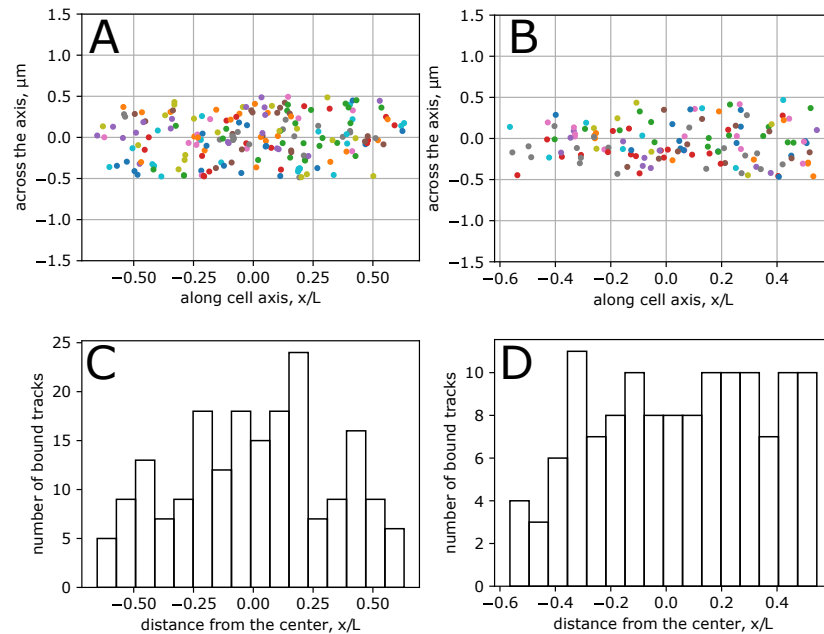 A
1.5
1.0
0.5
0.0
−0.5
−1.0
−1.5
across the axis, μm
−0.50 −0.25 0.00 0.25 0.50
along cell axis, x/L
B
1.5
1.0
0.5
0.0
−0.5
−1.0
−1.5
across the axis, μm
−0.6 −0.4 −0.2 0.0 0.2 0.4
along cell axis, x/L
C
25
20
15
10
5
0
number of bound tracks
−0.50 −0.25 0.00 0.25 0.50
distance from the center, x/L
D
10
8
6
4
2
0
number of bound tracks
−0.6 −0.4 −0.2 0.0 0.2 0.4
distance from the center, x/L